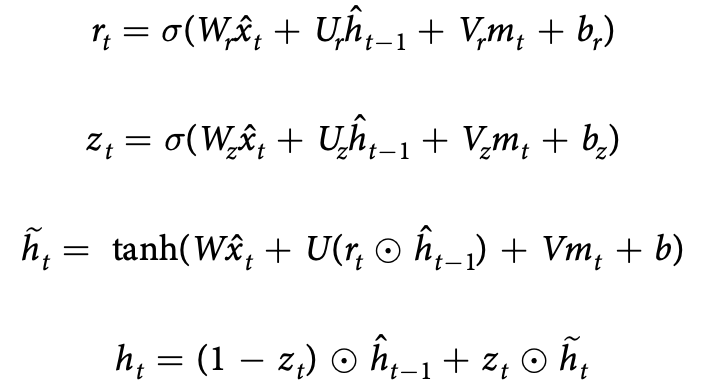 r_t = σ(W_r x̂_t + U_r ĥ_{t−1} + V_r m_t + b_r)
z_t = σ(W_z x̂_t + U_z ĥ_{t−1} + V_z m_t + b_z)
h̃_t = tanh(W x̂_t + U(r_t ⊙ ĥ_{t−1}) + V m_t + b)
h_t = (1 − z_t) ⊙ ĥ_{t−1} + z_t ⊙ h̃_t